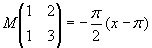 M(1 2
1 3) = −π/2 (x − π)